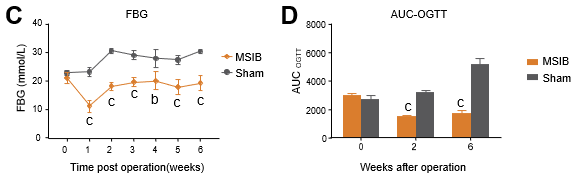 C
FBG
FBG (mmol/L)
40
30
20
10
0
c
c
c
b
c
c
0 1 2 3 4 5 6
Time post operation(weeks)
MSIB
Sham
D
AUC-OGTT
AUC OGTT
8000
6000
4000
2000
0
c
c
0 2 6
Weeks after operation
MSIB
Sham